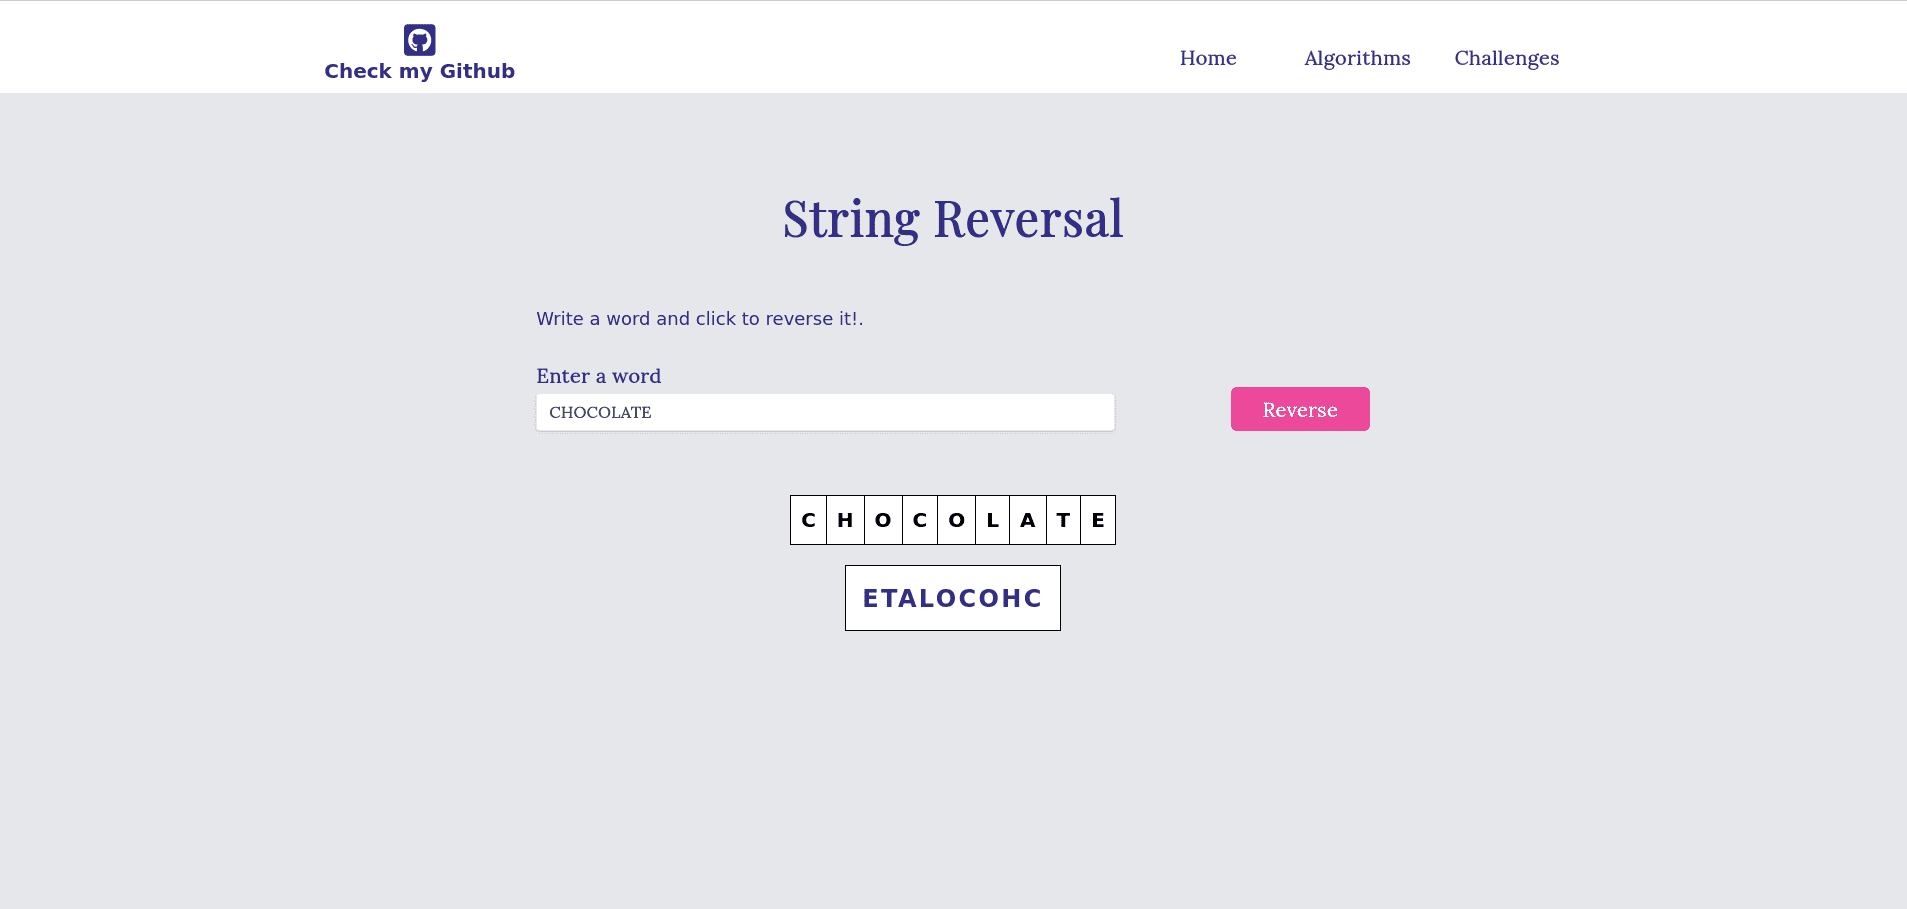 Check my Github
Home Algorithms Challenges
String Reversal
Write a word and click to reverse it!.
Enter a word
CHOCOLATE
Reverse
C H O C O L A T E
ETALOCOHC